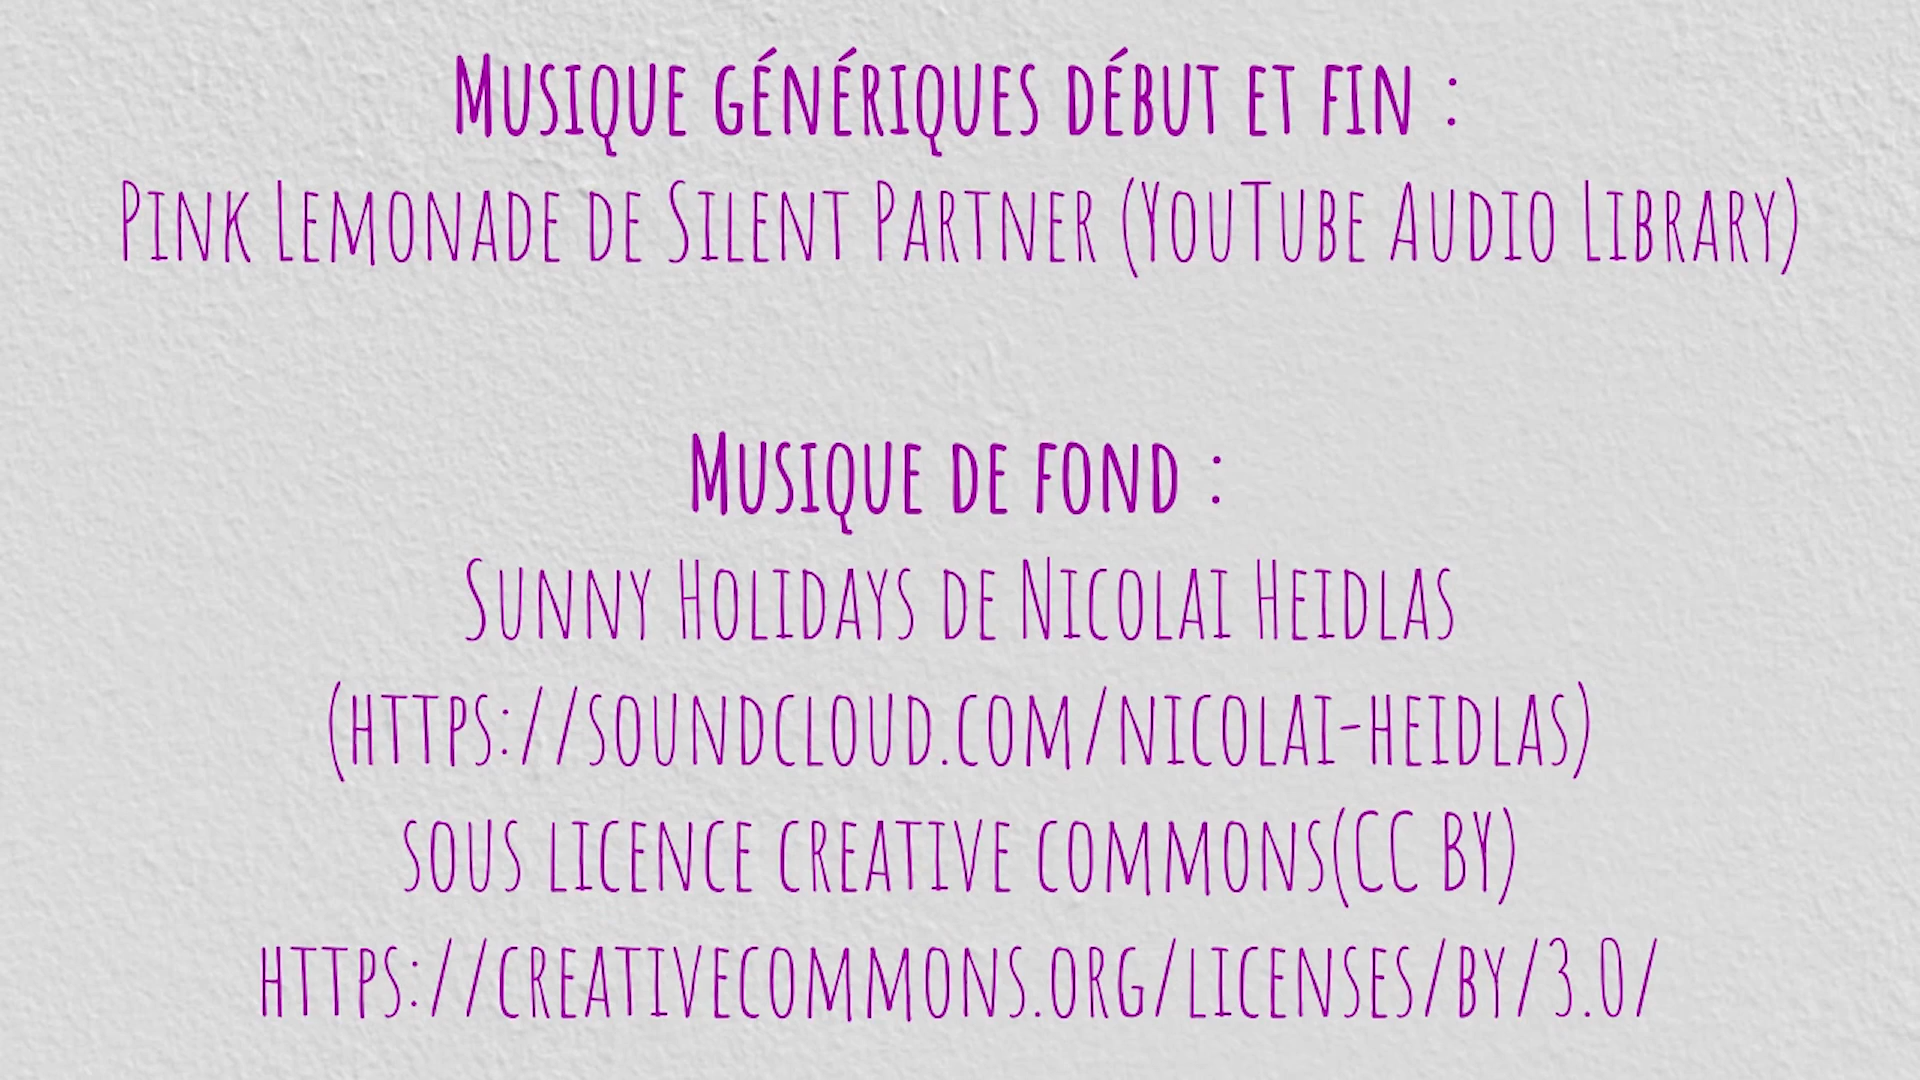 Musique génériques début et fin :
Pink Lemonade de Silent Partner (YouTube Audio Library)
Musique de fond :
Sunny Holidays de Nicolai Heidlas
(https://soundcloud.com/nicolai-heidlas)
sous licence creative commons(CC BY)
https://creativecommons.org/licenses/by/3.0/